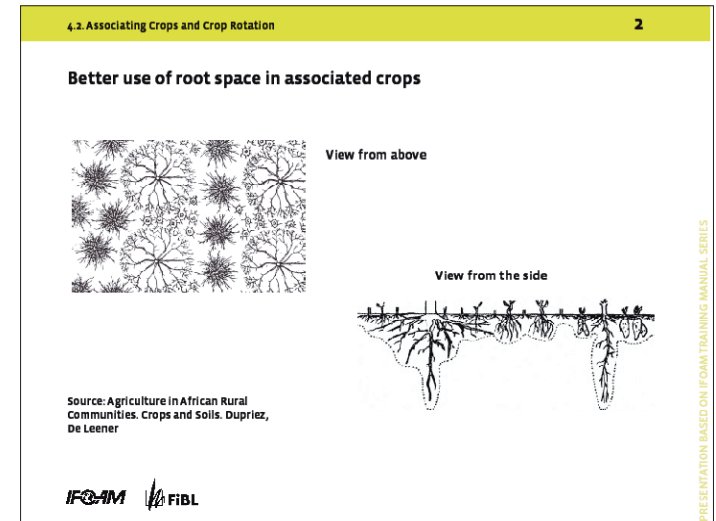 4.2. Associating Crops and Crop Rotation
2
Better use of root space in associated crops
View from above
View from the side
Source: Agriculture in African Rural
Communities. Crops and Soils. Dupriez,
De Leener
IFOAM
FiBL
PRESENTATION BASED ON IFOAM TRAINING MANUAL SERIES